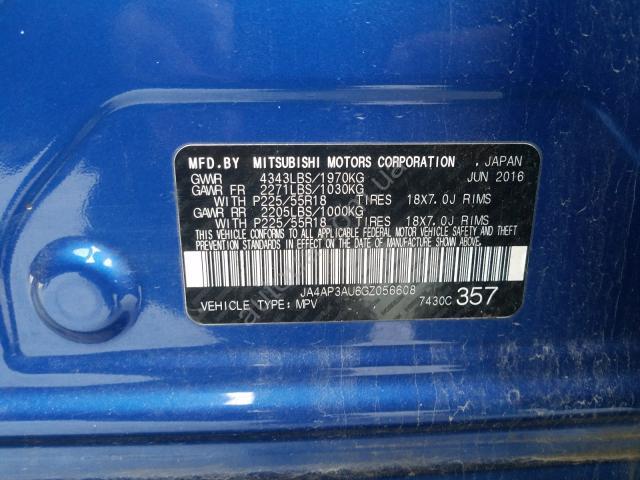 MFD.BY MITSUBISHI MOTORS CORPORATION , JAPAN
GVWR 4343LBS/1970KG JUN 2016
GAWR FR 2271LBS/1030KG
WITH P225/55R18 TIRES 18X7.0J RIMS
GAWR RR 2205LBS/1000KG
WITH P225/55R18 TIRES 18X7.0J RIMS
THIS VEHICLE CONFORMS TO ALL APPLICABLE FEDERAL MOTOR VEHICLE SAFETY AND THEFT
PREVENTION STANDARDS IN EFFECT ON THE DATE OF MANUFACTURE SHOWN ABOVE.
JA4AP3AU6GZ056608
VEHICLE TYPE: MPV 7430C 357